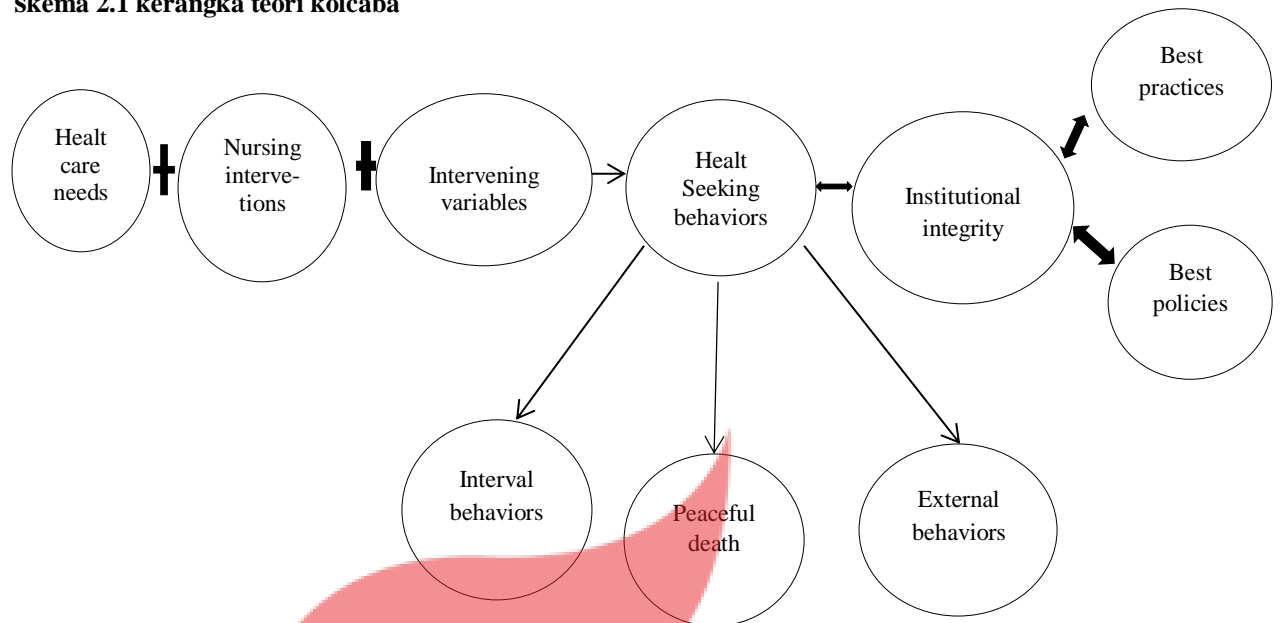 skema 2.1 kerangka teori kolcaba
Healt
care
needs
Nursing
interve-
tions
Intervening
variables
Healt
Seeking
behaviors
Institutional
integrity
Best
practices
Best
policies
Interval
behaviors
Peaceful
death
External
behaviors